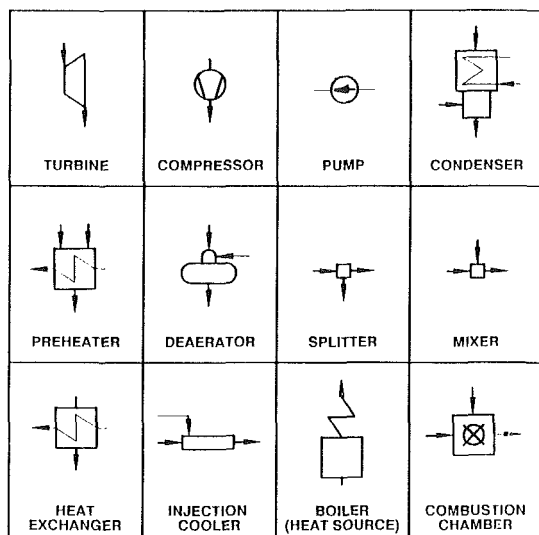 TURBINE
COMPRESSOR
PUMP
CONDENSER
PREHEATER
DEAERATOR
SPLITTER
MIXER
HEAT
EXCHANGER
INJECTION
COOLER
BOILER
(HEAT SOURCE)
COMBUSTION
CHAMBER